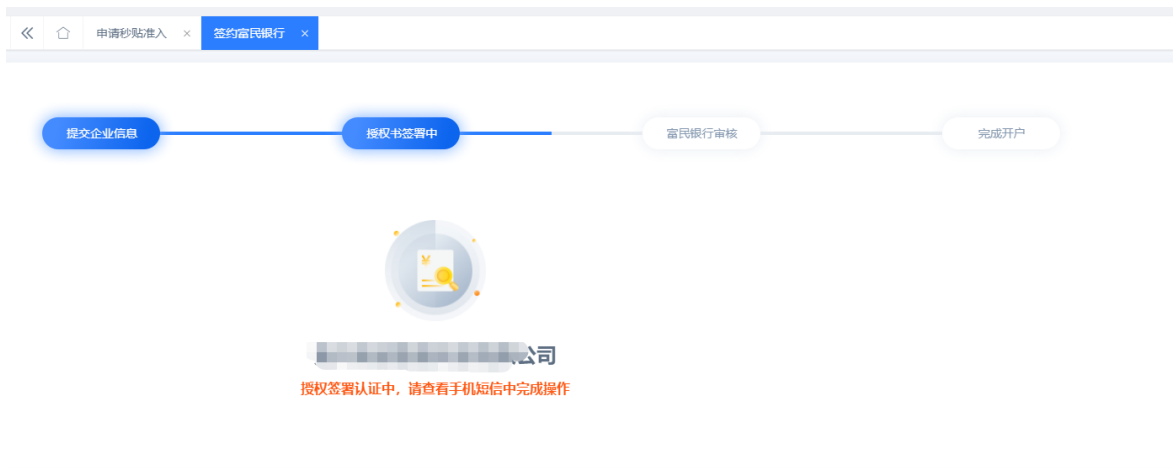 申请秒贴准入 ×
签约富民银行 ×
提交企业信息
授权书签署中
富民银行审核
完成开户
¥
公司
授权签署认证中，请查看手机短信中完成操作